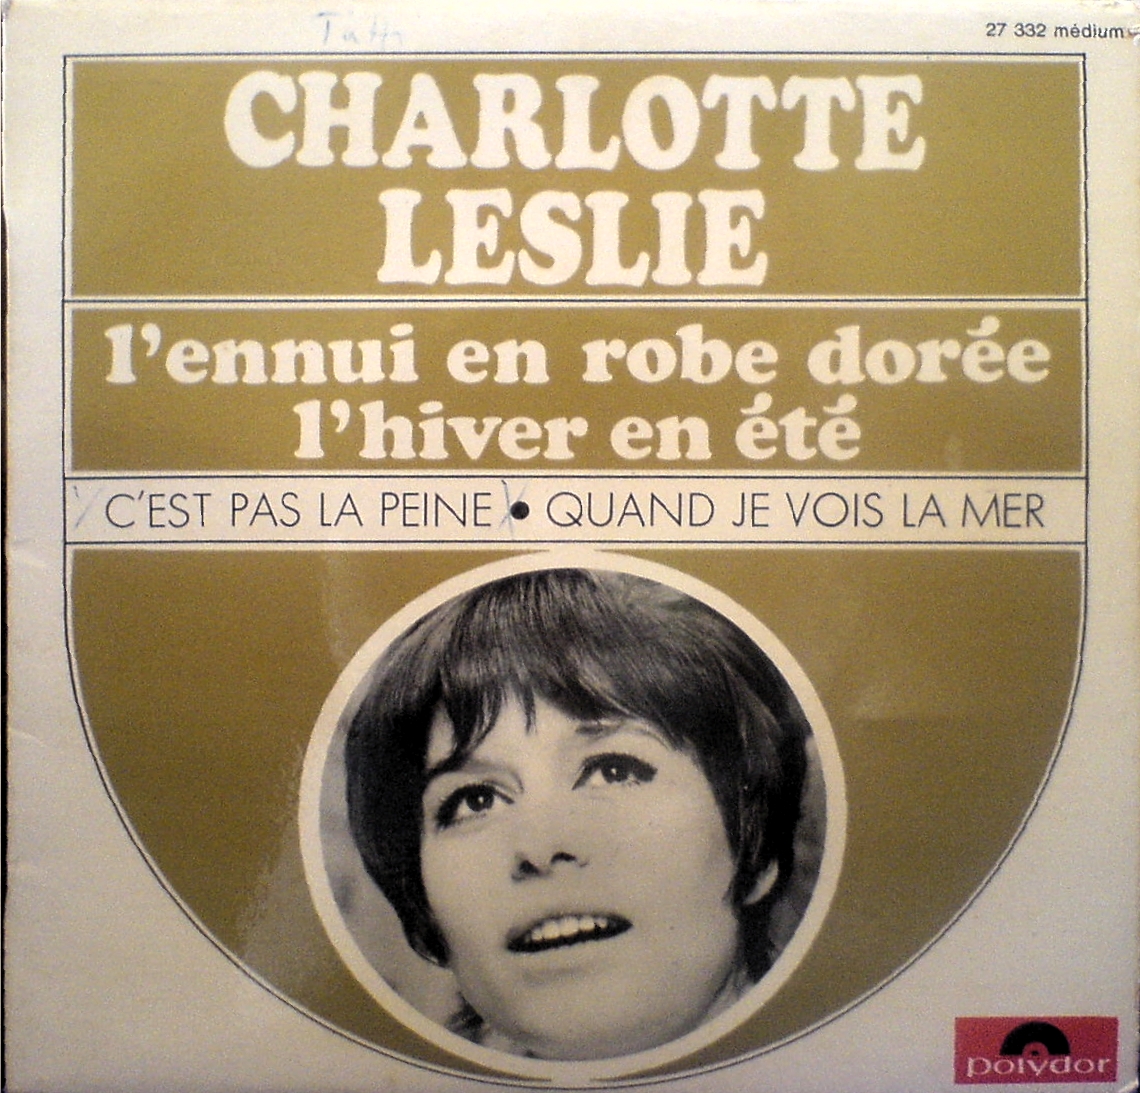 27 332 médium
CHARLOTTE
LESLIE
l'ennui en robe dorée
l'hiver en été
C'EST PAS LA PEINE • QUAND JE VOIS LA MER
polydor